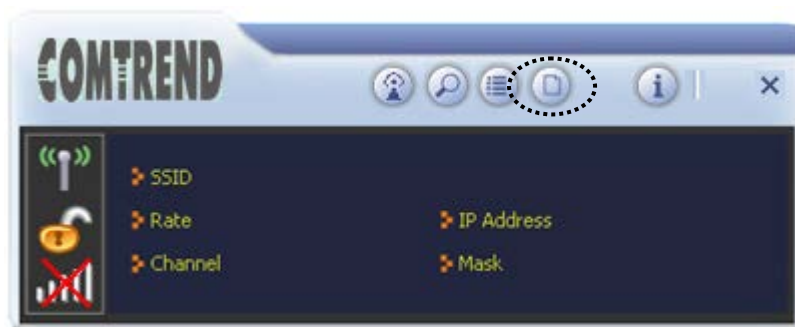 COMTREND
SSID
Rate
IP Address
Channel
Mask